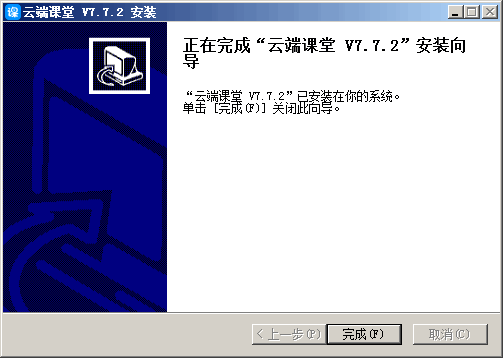 课 云端课堂 V7.7.2 安装
正在完成“云端课堂 V7.7.2”安装向
导
“云端课堂 V7.7.2”已安装在你的系统。
单击 [完成(F)] 关闭此向导。
< 上一步(P) 完成(F) 取消(C)